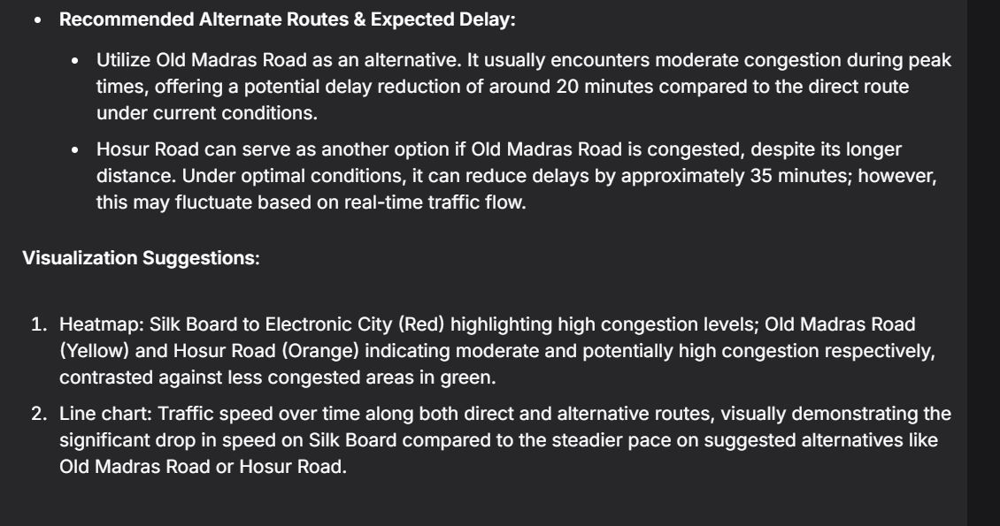 • Recommended Alternate Routes & Expected Delay:
• Utilize Old Madras Road as an alternative. It usually encounters moderate congestion during peak
times, offering a potential delay reduction of around 20 minutes compared to the direct route
under current conditions.
• Hosur Road can serve as another option if Old Madras Road is congested, despite its longer
distance. Under optimal conditions, it can reduce delays by approximately 35 minutes; however,
this may fluctuate based on real-time traffic flow.
Visualization Suggestions:
1. Heatmap: Silk Board to Electronic City (Red) highlighting high congestion levels; Old Madras Road
(Yellow) and Hosur Road (Orange) indicating moderate and potentially high congestion respectively,
contrasted against less congested areas in green.
2. Line chart: Traffic speed over time along both direct and alternative routes, visually demonstrating the
significant drop in speed on Silk Board compared to the steadier pace on suggested alternatives like
Old Madras Road or Hosur Road.